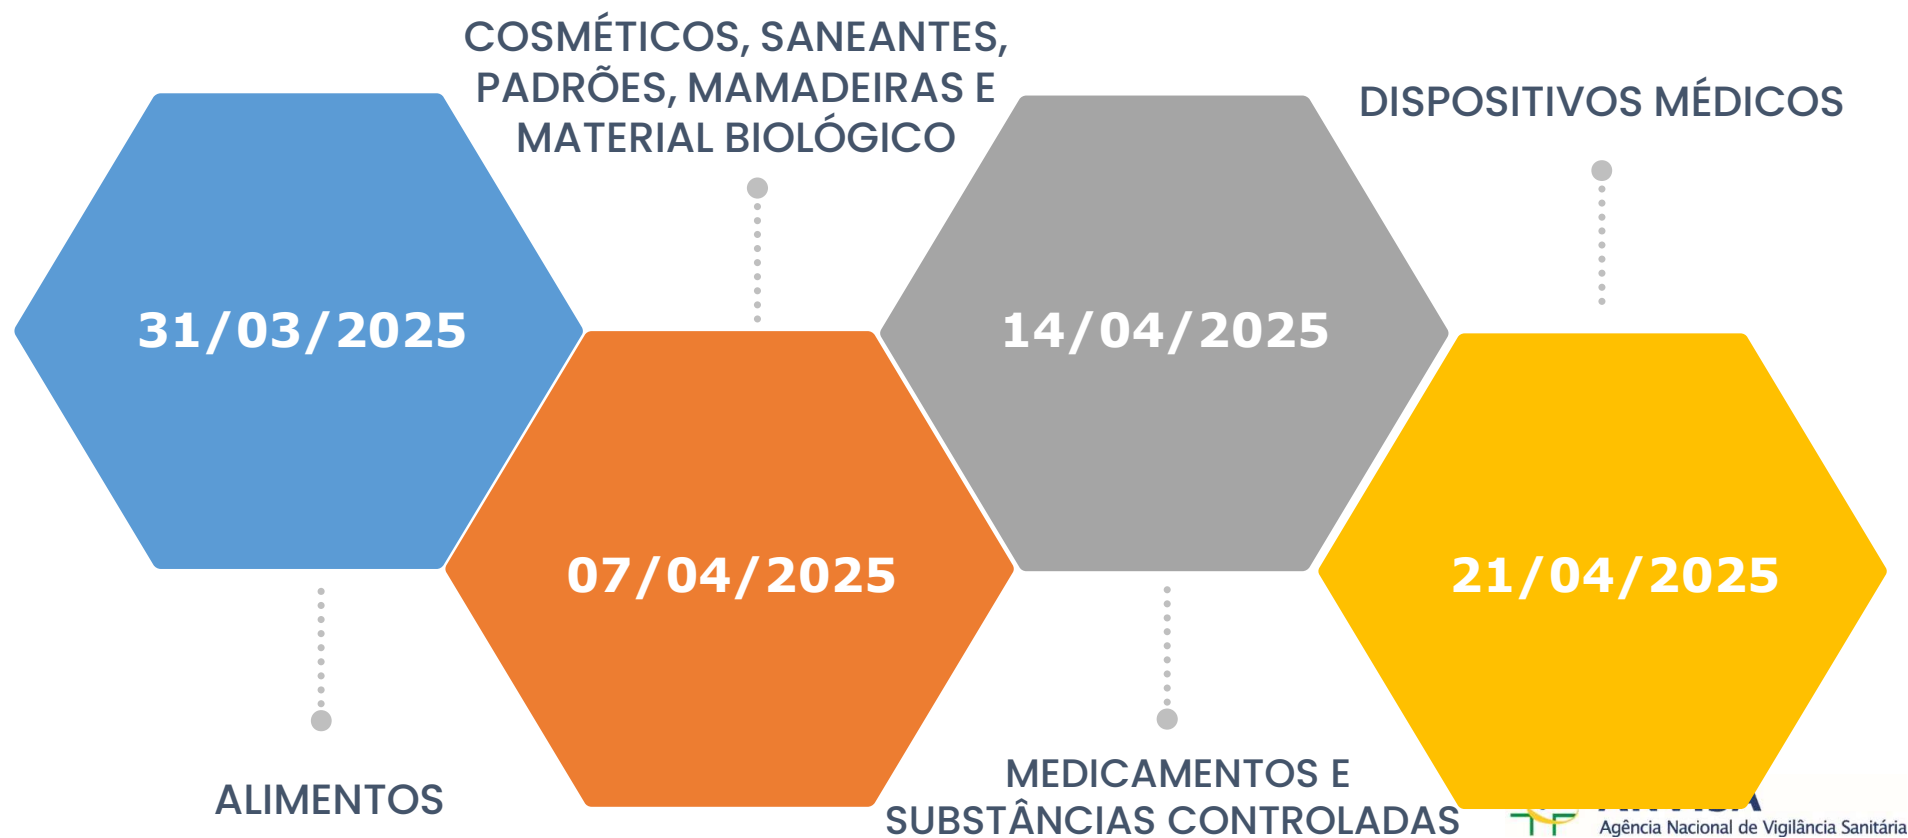 COSMÉTICOS, SANEANTES,
PADRÕES, MAMADEIRAS E
MATERIAL BIOLÓGICO
DISPOSITIVOS MÉDICOS
31/03/2025
14/04/2025
07/04/2025
21/04/2025
ALIMENTOS
MEDICAMENTOS E
SUBSTÂNCIAS CONTROLADAS
Agência Nacional de Vigilância Sanitária